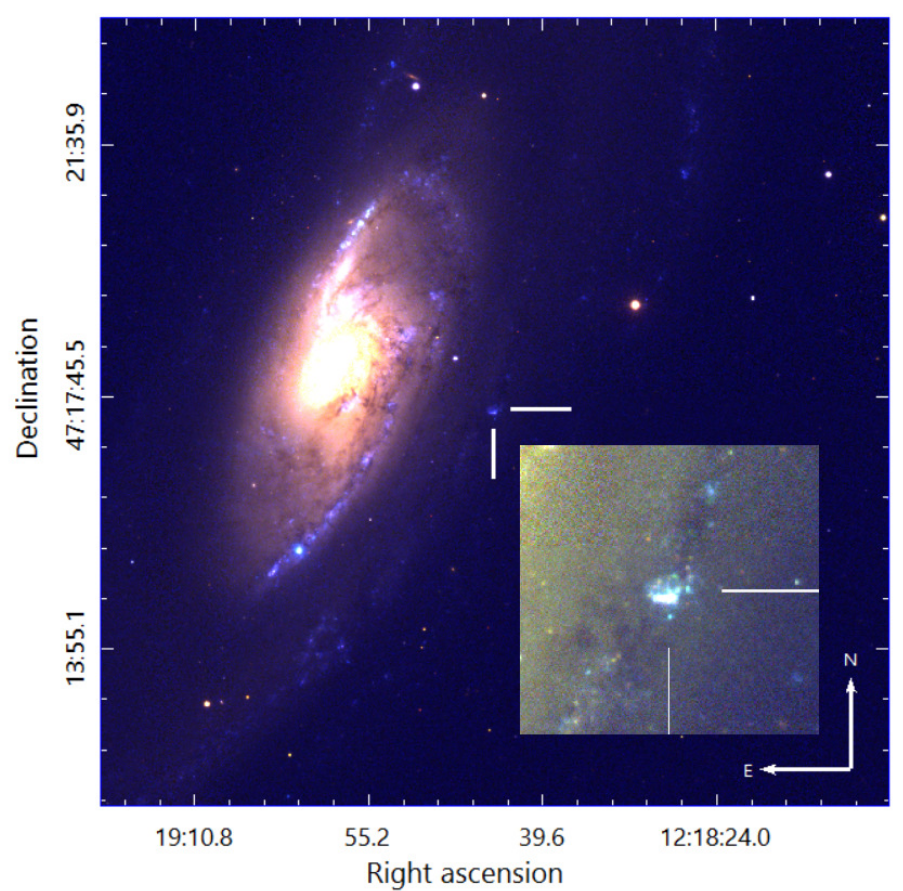 Declination
21:35.9
47:17:45.5
13:55.1
N
E
19:10.8 55.2 39.6 12:18:24.0
Right ascension